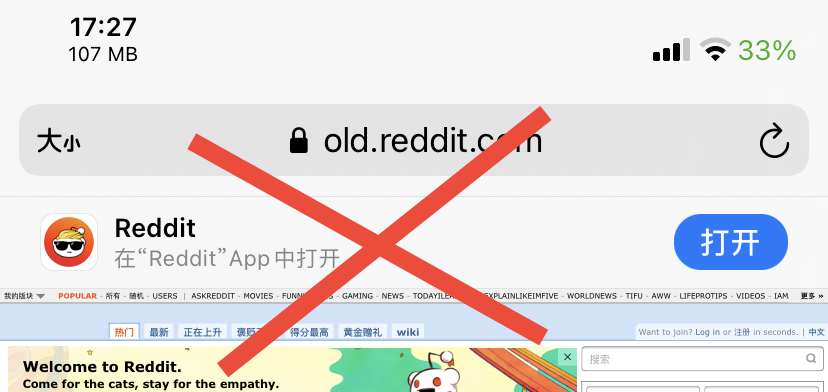 17:27
107 MB
33%
大小 old.reddit.com
Reddit
在“Reddit”App 中打开
打开
我的版块 POPULAR - 所有 - 随机 - USERS | ASKREDDIT - MOVIES - GAMING - NEWS - EXPLAINLIKEIMFIVE - WORLDNEWS - TIFU - AWW - LIFEPROTIPS - VIDEOS - IAM 更多 »
热门 最新 正在上升 得分最高 黄金赠礼 wiki
Want to join? Log in or 注册 in seconds. | 中文
Welcome to Reddit.
Come for the cats, stay for the empathy.
搜索